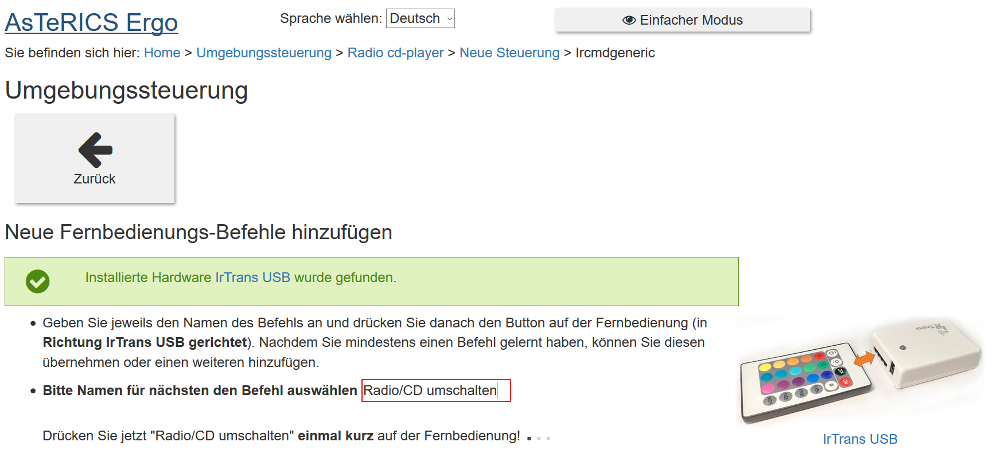 AsTeRICS Ergo
Sprache wählen: Deutsch
Einfacher Modus
Sie befinden sich hier: Home > Umgebungssteuerung > Radio cd-player > Neue Steuerung > Ircmdgeneric
Umgebungssteuerung
Zurück
Neue Fernbedienungs-Befehle hinzufügen
Installierte Hardware IrTrans USB wurde gefunden.
• Geben Sie jeweils den Namen des Befehls an und drücken Sie danach den Button auf der Fernbedienung (in
Richtung IrTrans USB gerichtet). Nachdem Sie mindestens einen Befehl gelernt haben, können Sie diesen
übernehmen oder einen weiteren hinzufügen.
• Bitte Namen für nächsten den Befehl auswählen Radio/CD umschalten
Drücken Sie jetzt "Radio/CD umschalten" einmal kurz auf der Fernbedienung!
IRTrans
OFF
ON
W
IrTrans USB